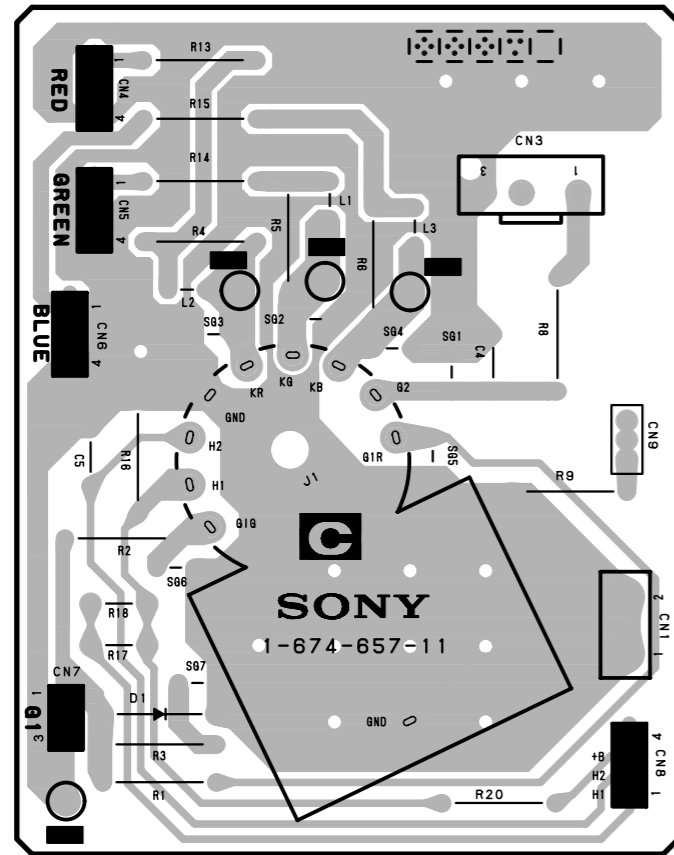 R13
RED
1
CN4
4
R15
CN3
3
1
R14
1
CN5
4
GREEN
L1
R5
R4
R6
L3
L2
SG3
SG2
SG4
SG1
C4
R8
BLUE
1
CN6
4
KR
KG
KB
G2
GND
H2
H1
G1G
G1R
SG5
CN9
C5
R16
J1
R9
R2
C
SG6
SONY
1-674-657-11
R18
R17
2
CN1
1
CN7
SG7
G1
1
3
D1
GND
R3
R1
R20
4
CN8
1
+B
H2
H1